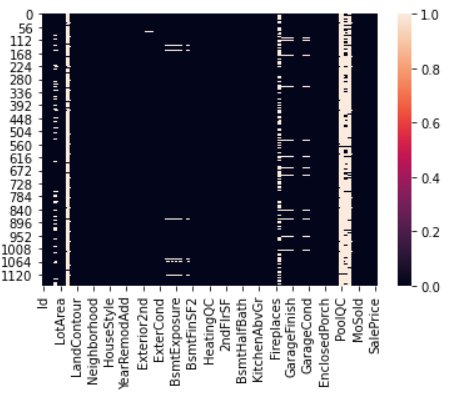 0
56
112
168
224
280
336
392
448
504
560
616
672
728
784
840
896
952
1008
1064
1120
1.0
0.8
0.6
0.4
0.2
0.0
Id
LotArea
LandContour
Neighborhood
HouseStyle
YearRemodAdd
Exterior2nd
ExterCond
BsmtExposure
BsmtFinSF2
HeatingQC
2ndFlrSF
BsmtHalfBath
KitchenAbvGr
Fireplaces
GarageFinish
GarageCond
EnclosedPorch
PoolQC
MoSold
SalePrice